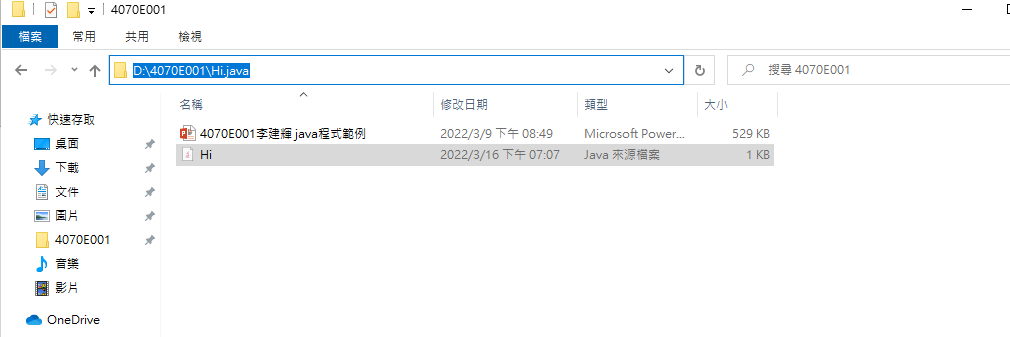 4070E001
檔案 常用 共用 檢視
D:\4070E001\Hi.java 搜尋 4070E001
名稱 修改日期 類型 大小
4070E001李建輝 java程式範例 2022/3/9 下午 08:49 Microsoft Power... 529 KB
Hi 2022/3/16 下午 07:07 Java 來源檔案 1 KB
快速存取
桌面
下載
文件
圖片
4070E001
音樂
影片
OneDrive